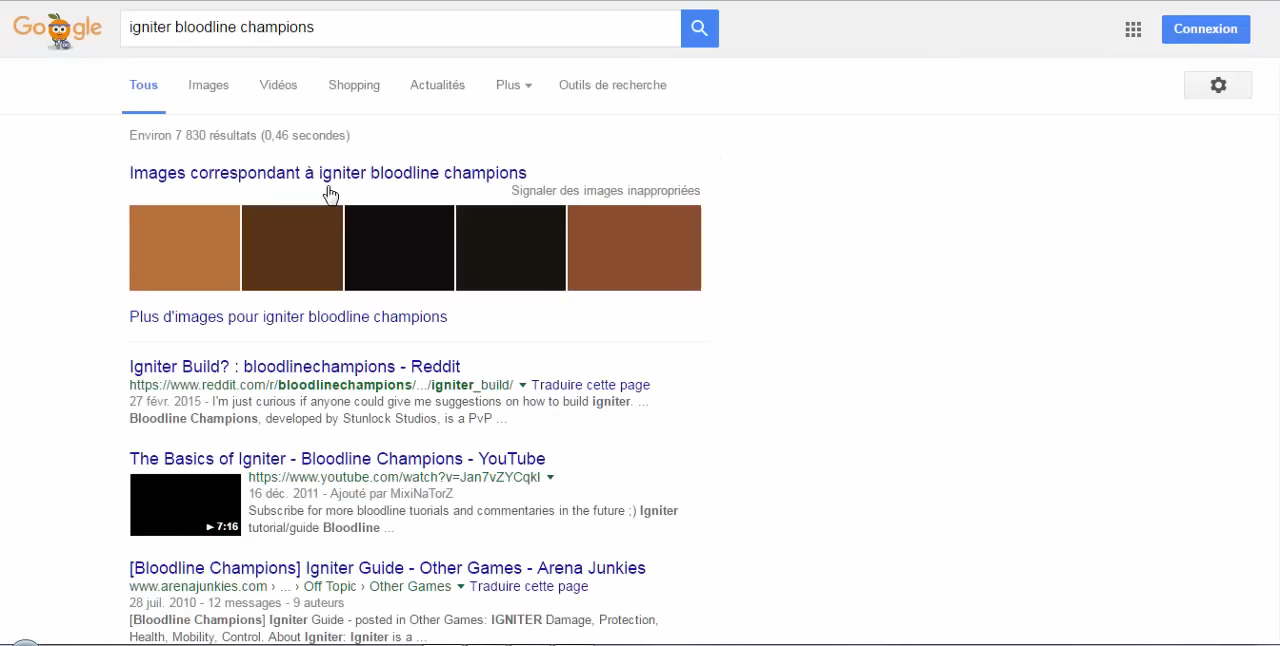 Google
igniter bloodline champions
Connexion
Tous Images Vidéos Shopping Actualités Plus Outils de recherche
Environ 7 830 résultats (0,46 secondes)
Images correspondant à igniter bloodline champions
Signaler des images inappropriées
Plus d'images pour igniter bloodline champions
Igniter Build? : bloodlinechampions - Reddit
https://www.reddit.com/r/bloodlinechampions/.../igniter_build/ Traduire cette page
27 févr. 2015 - I'm just curious if anyone could give me suggestions on how to build igniter. ...
Bloodline Champions, developed by Stunlock Studios, is a PvP ...
The Basics of Igniter - Bloodline Champions - YouTube
https://www.youtube.com/watch?v=Jan7vZYCqkI
16 déc. 2011 - Ajouté par MixiNaTorZ
Subscribe for more bloodline tuorials and commentaries in the future ;) Igniter
tutorial/guide Bloodline ...
7:16
[Bloodline Champions] Igniter Guide - Other Games - Arena Junkies
www.arenajunkies.com › ... › Off Topic › Other Games Traduire cette page
28 juil. 2010 - 12 messages - 9 auteurs
[Bloodline Champions] Igniter Guide - posted in Other Games: IGNITER Damage, Protection,
Health, Mobility, Control. About Igniter: Igniter is a ...